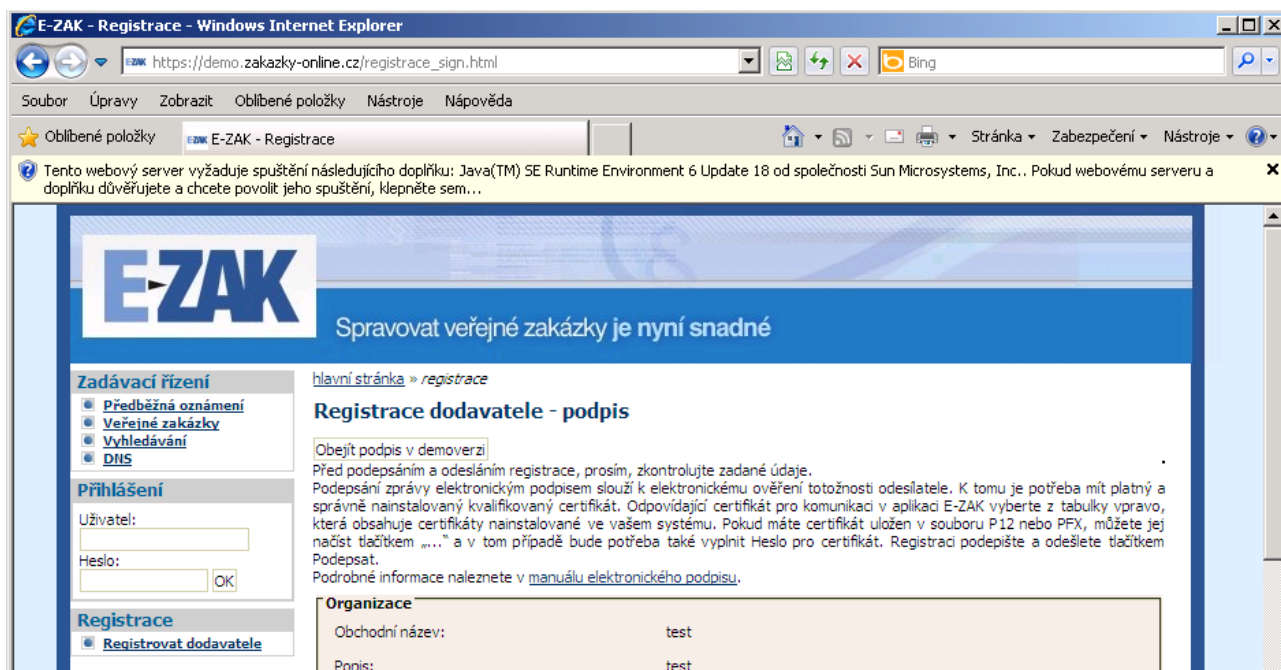 E-ZAK - Registrace - Windows Internet Explorer
E-ZAK https://demo.zakazky-online.cz/registrace_sign.html
Bing
Soubor Úpravy Zobrazit Oblíbené položky Nástroje Nápověda
Oblíbené položky E-ZAK E-ZAK - Registrace Stránka Zabezpečení Nástroje
Tento webový server vyžaduje spuštění následujícího doplňku: Java(TM) SE Runtime Environment 6 Update 18 od společnosti Sun Microsystems, Inc.. Pokud webovému serveru a
doplňku důvěřujete a chcete povolit jeho spuštění, klepněte sem...
E-ZAK
Spravovat veřejné zakázky je nyní snadné
Zadávací řízení
Předběžná oznámení
Veřejné zakázky
Vyhledávání
DNS
Přihlášení
Uživatel:
Heslo:
OK
Registrace
Registrovat dodavatele
hlavní stránka » registrace
Registrace dodavatele - podpis
Obejít podpis v demoverzi
Před podepsáním a odesláním registrace, prosím, zkontrolujte zadané údaje.
Podepsání zprávy elektronickým podpisem slouží k elektronickému ověření totožnosti odesílatele. K tomu je potřeba mít platný a
správně nainstalovaný kvalifikovaný certifikát. Odpovídající certifikát pro komunikaci v aplikaci E-ZAK vyberte z tabulky vpravo,
která obsahuje certifikáty nainstalované ve vašem systému. Pokud máte certifikát uložen v souboru P12 nebo PFX, můžete jej
načíst tlačítkem „..." a v tom případě bude potřeba také vyplnit Heslo pro certifikát. Registraci podepište a odešlete tlačítkem
Podepsat.
Podrobné informace naleznete v manuálu elektronického podpisu.
Organizace
Obchodní název: test
Popis: test